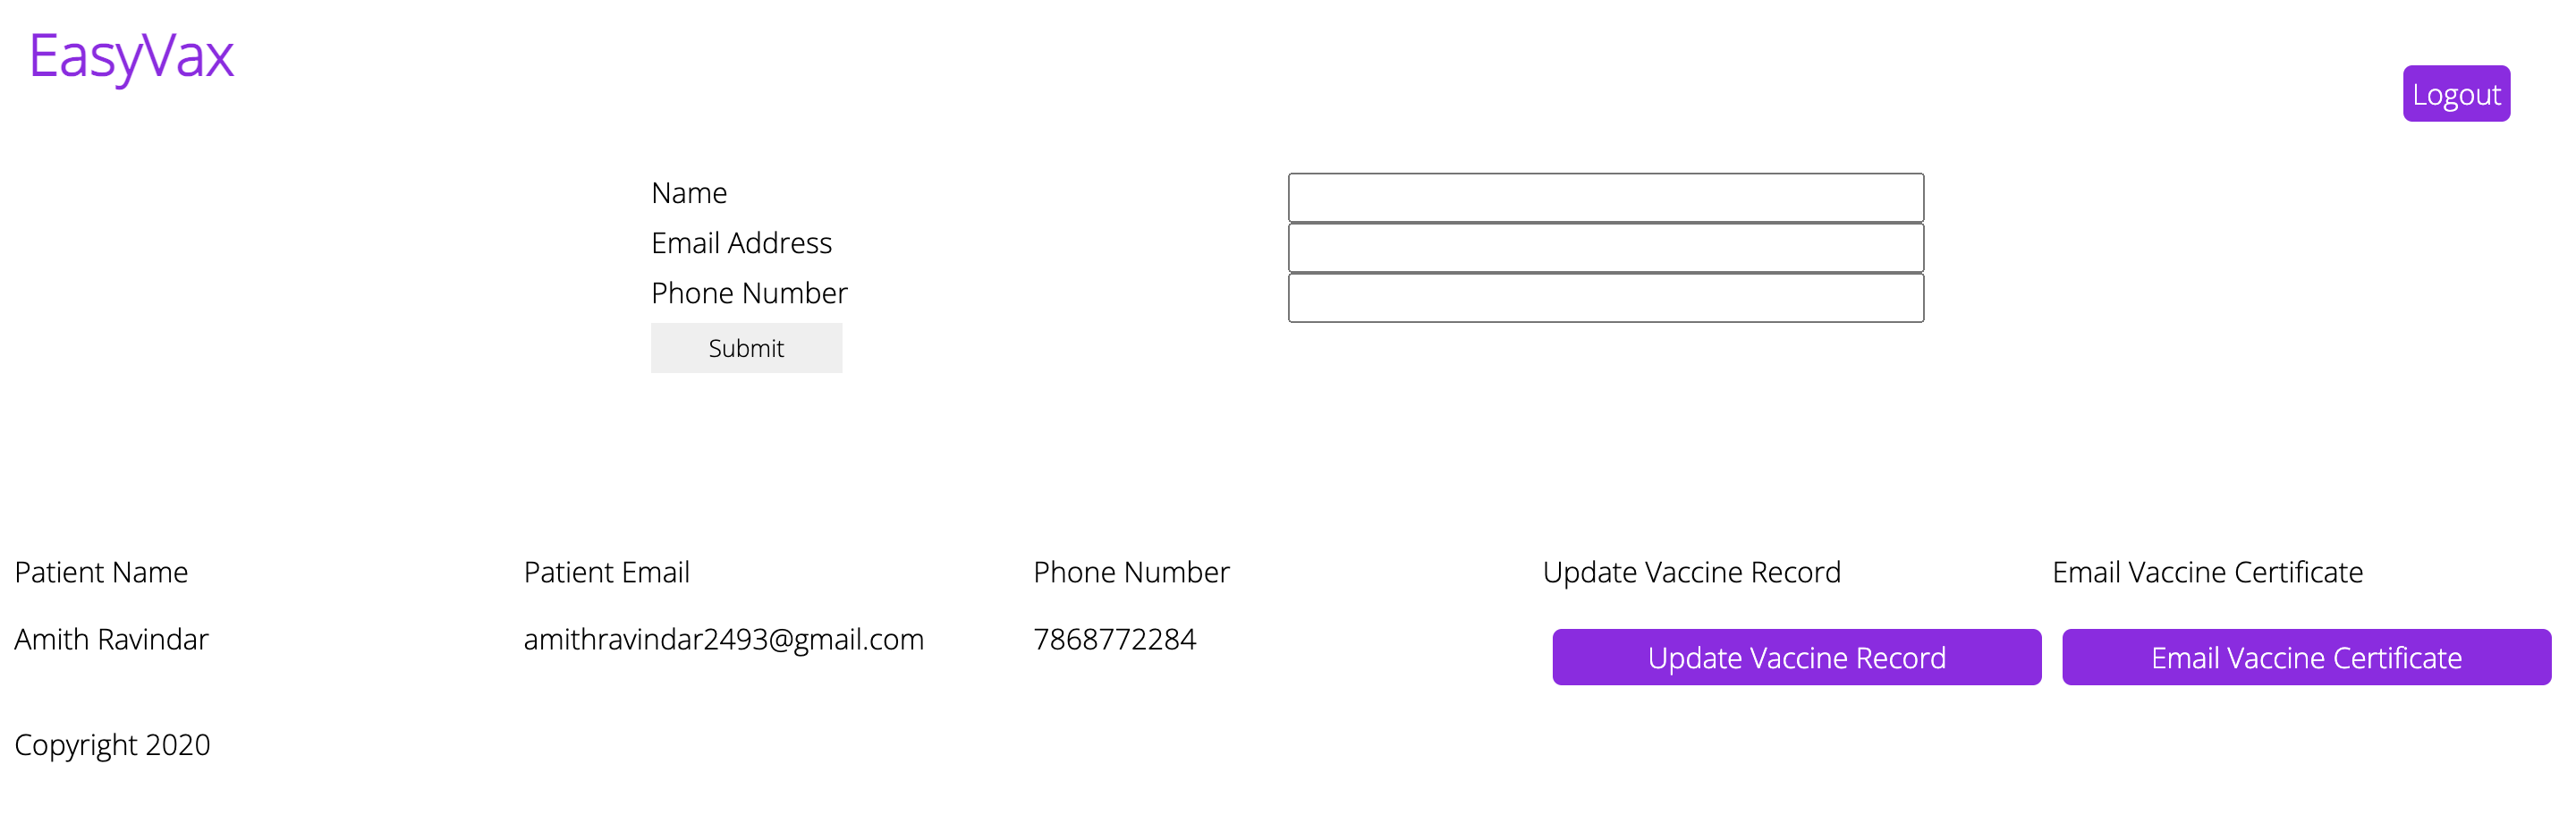 EasyVax
Logout
Name
Email Address
Phone Number
Submit
Patient Name Patient Email Phone Number Update Vaccine Record Email Vaccine Certificate
Amith Ravindar amithravindar2493@gmail.com 7868772284 Update Vaccine Record Email Vaccine Certificate
Copyright 2020